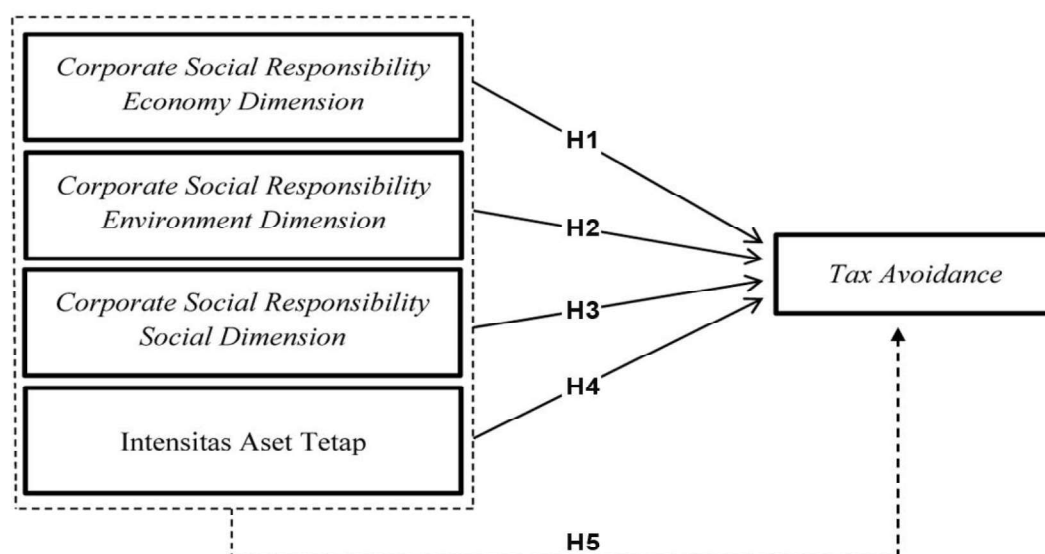 Corporate Social Responsibility
Economy Dimension
H1
Corporate Social Responsibility
Environment Dimension
H2
Tax Avoidance
Corporate Social Responsibility
Social Dimension
H3
H4
Intensitas Aset Tetap
H5